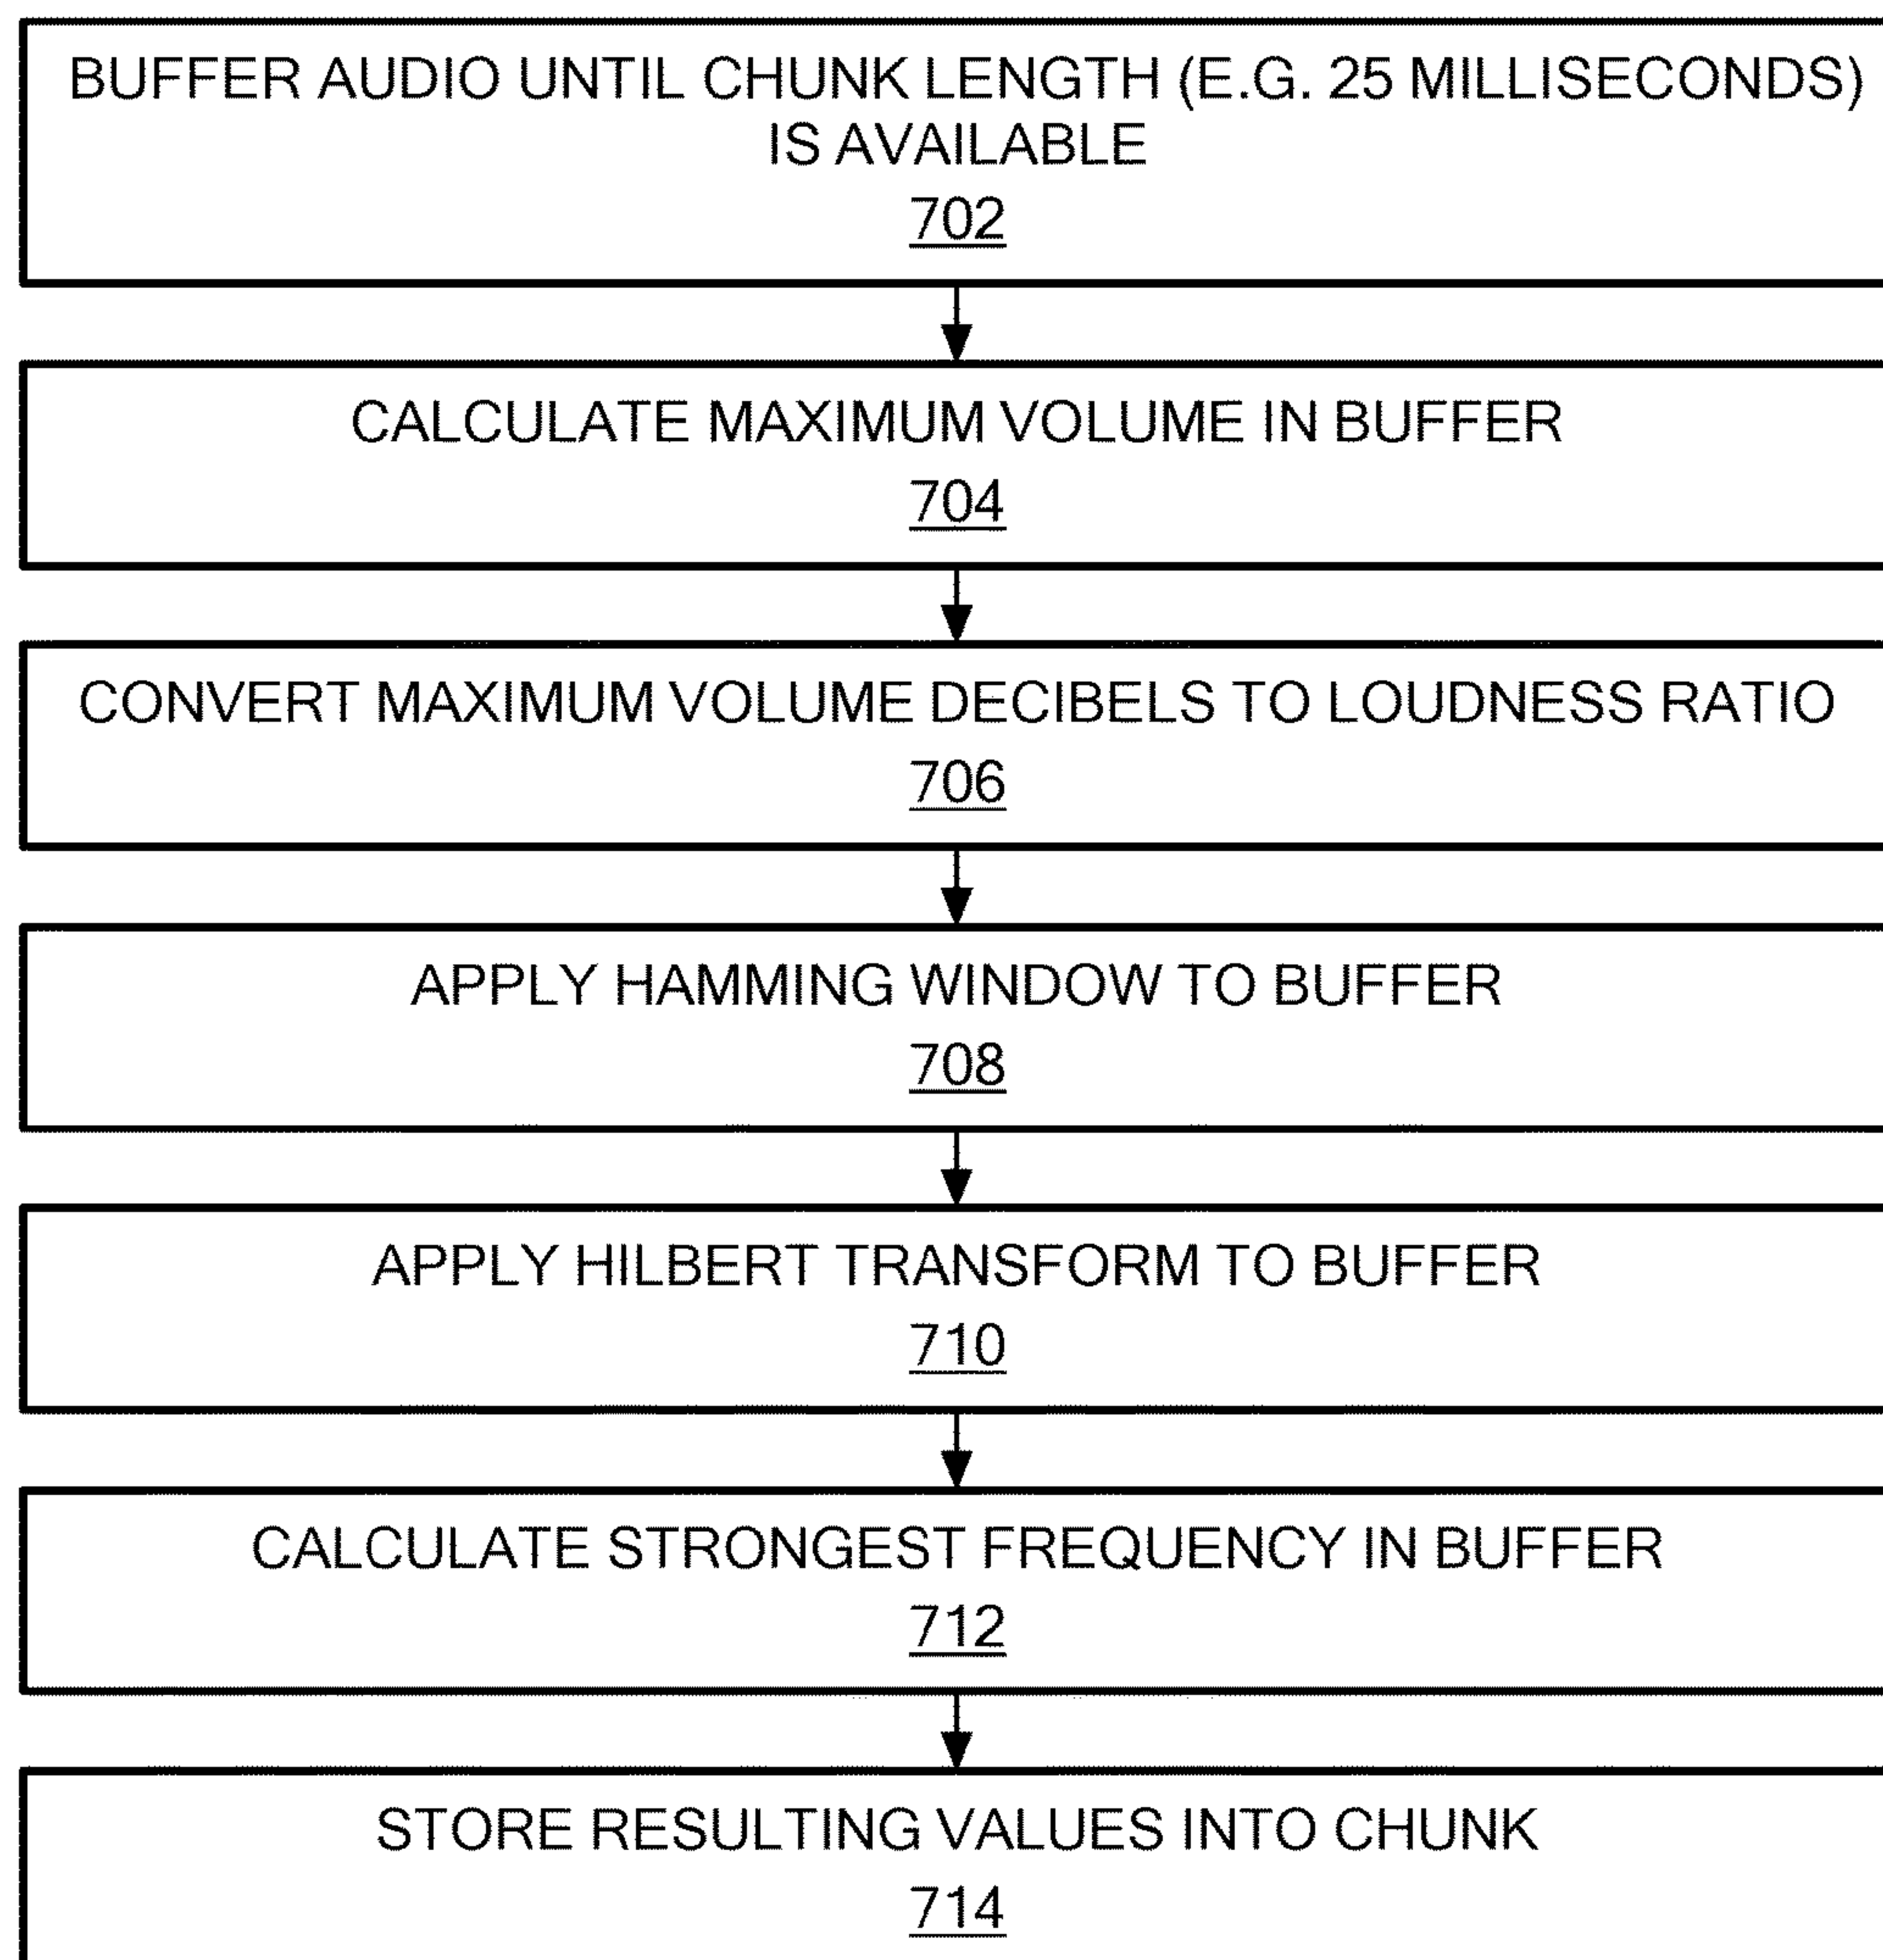 BUFFER AUDIO UNTIL CHUNK LENGTH (E.G. 25 MILLISECONDS)
IS AVAILABLE
702
CALCULATE MAXIMUM VOLUME IN BUFFER
704
CONVERT MAXIMUM VOLUME DECIBELS TO LOUDNESS RATIO
706
APPLY HAMMING WINDOW TO BUFFER
708
APPLY HILBERT TRANSFORM TO BUFFER
710
CALCULATE STRONGEST FREQUENCY IN BUFFER
712
STORE RESULTING VALUES INTO CHUNK
714